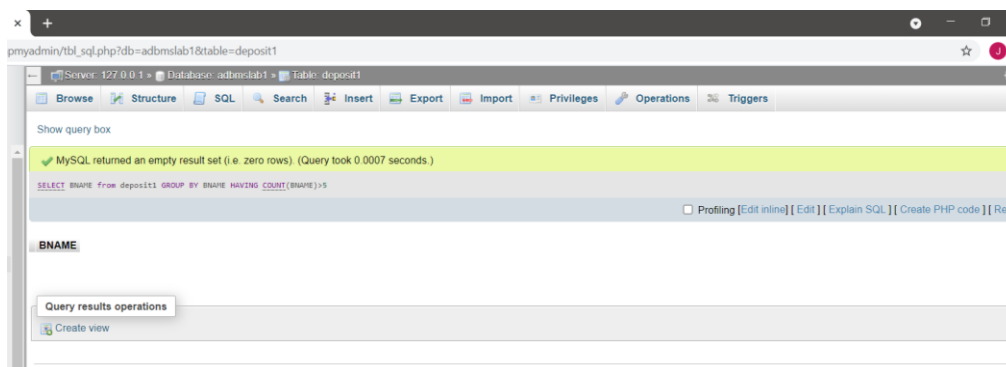 pmyadmin/tbl_sql.php?db=adbmslab1&table=deposit1
J
Server: 127.0.0.1 » Database: adbmslab1 » Table: deposit1
Browse Structure SQL Search Insert Export Import Privileges Operations Triggers
Show query box
MySQL returned an empty result set (i.e. zero rows). (Query took 0.0007 seconds.)
SELECT BNAME from deposit1 GROUP BY BNAME HAVING COUNT(BNAME)>5
Profiling [Edit inline] [ Edit ] [ Explain SQL ] [ Create PHP code ] [ Re
BNAME
Query results operations
Create view